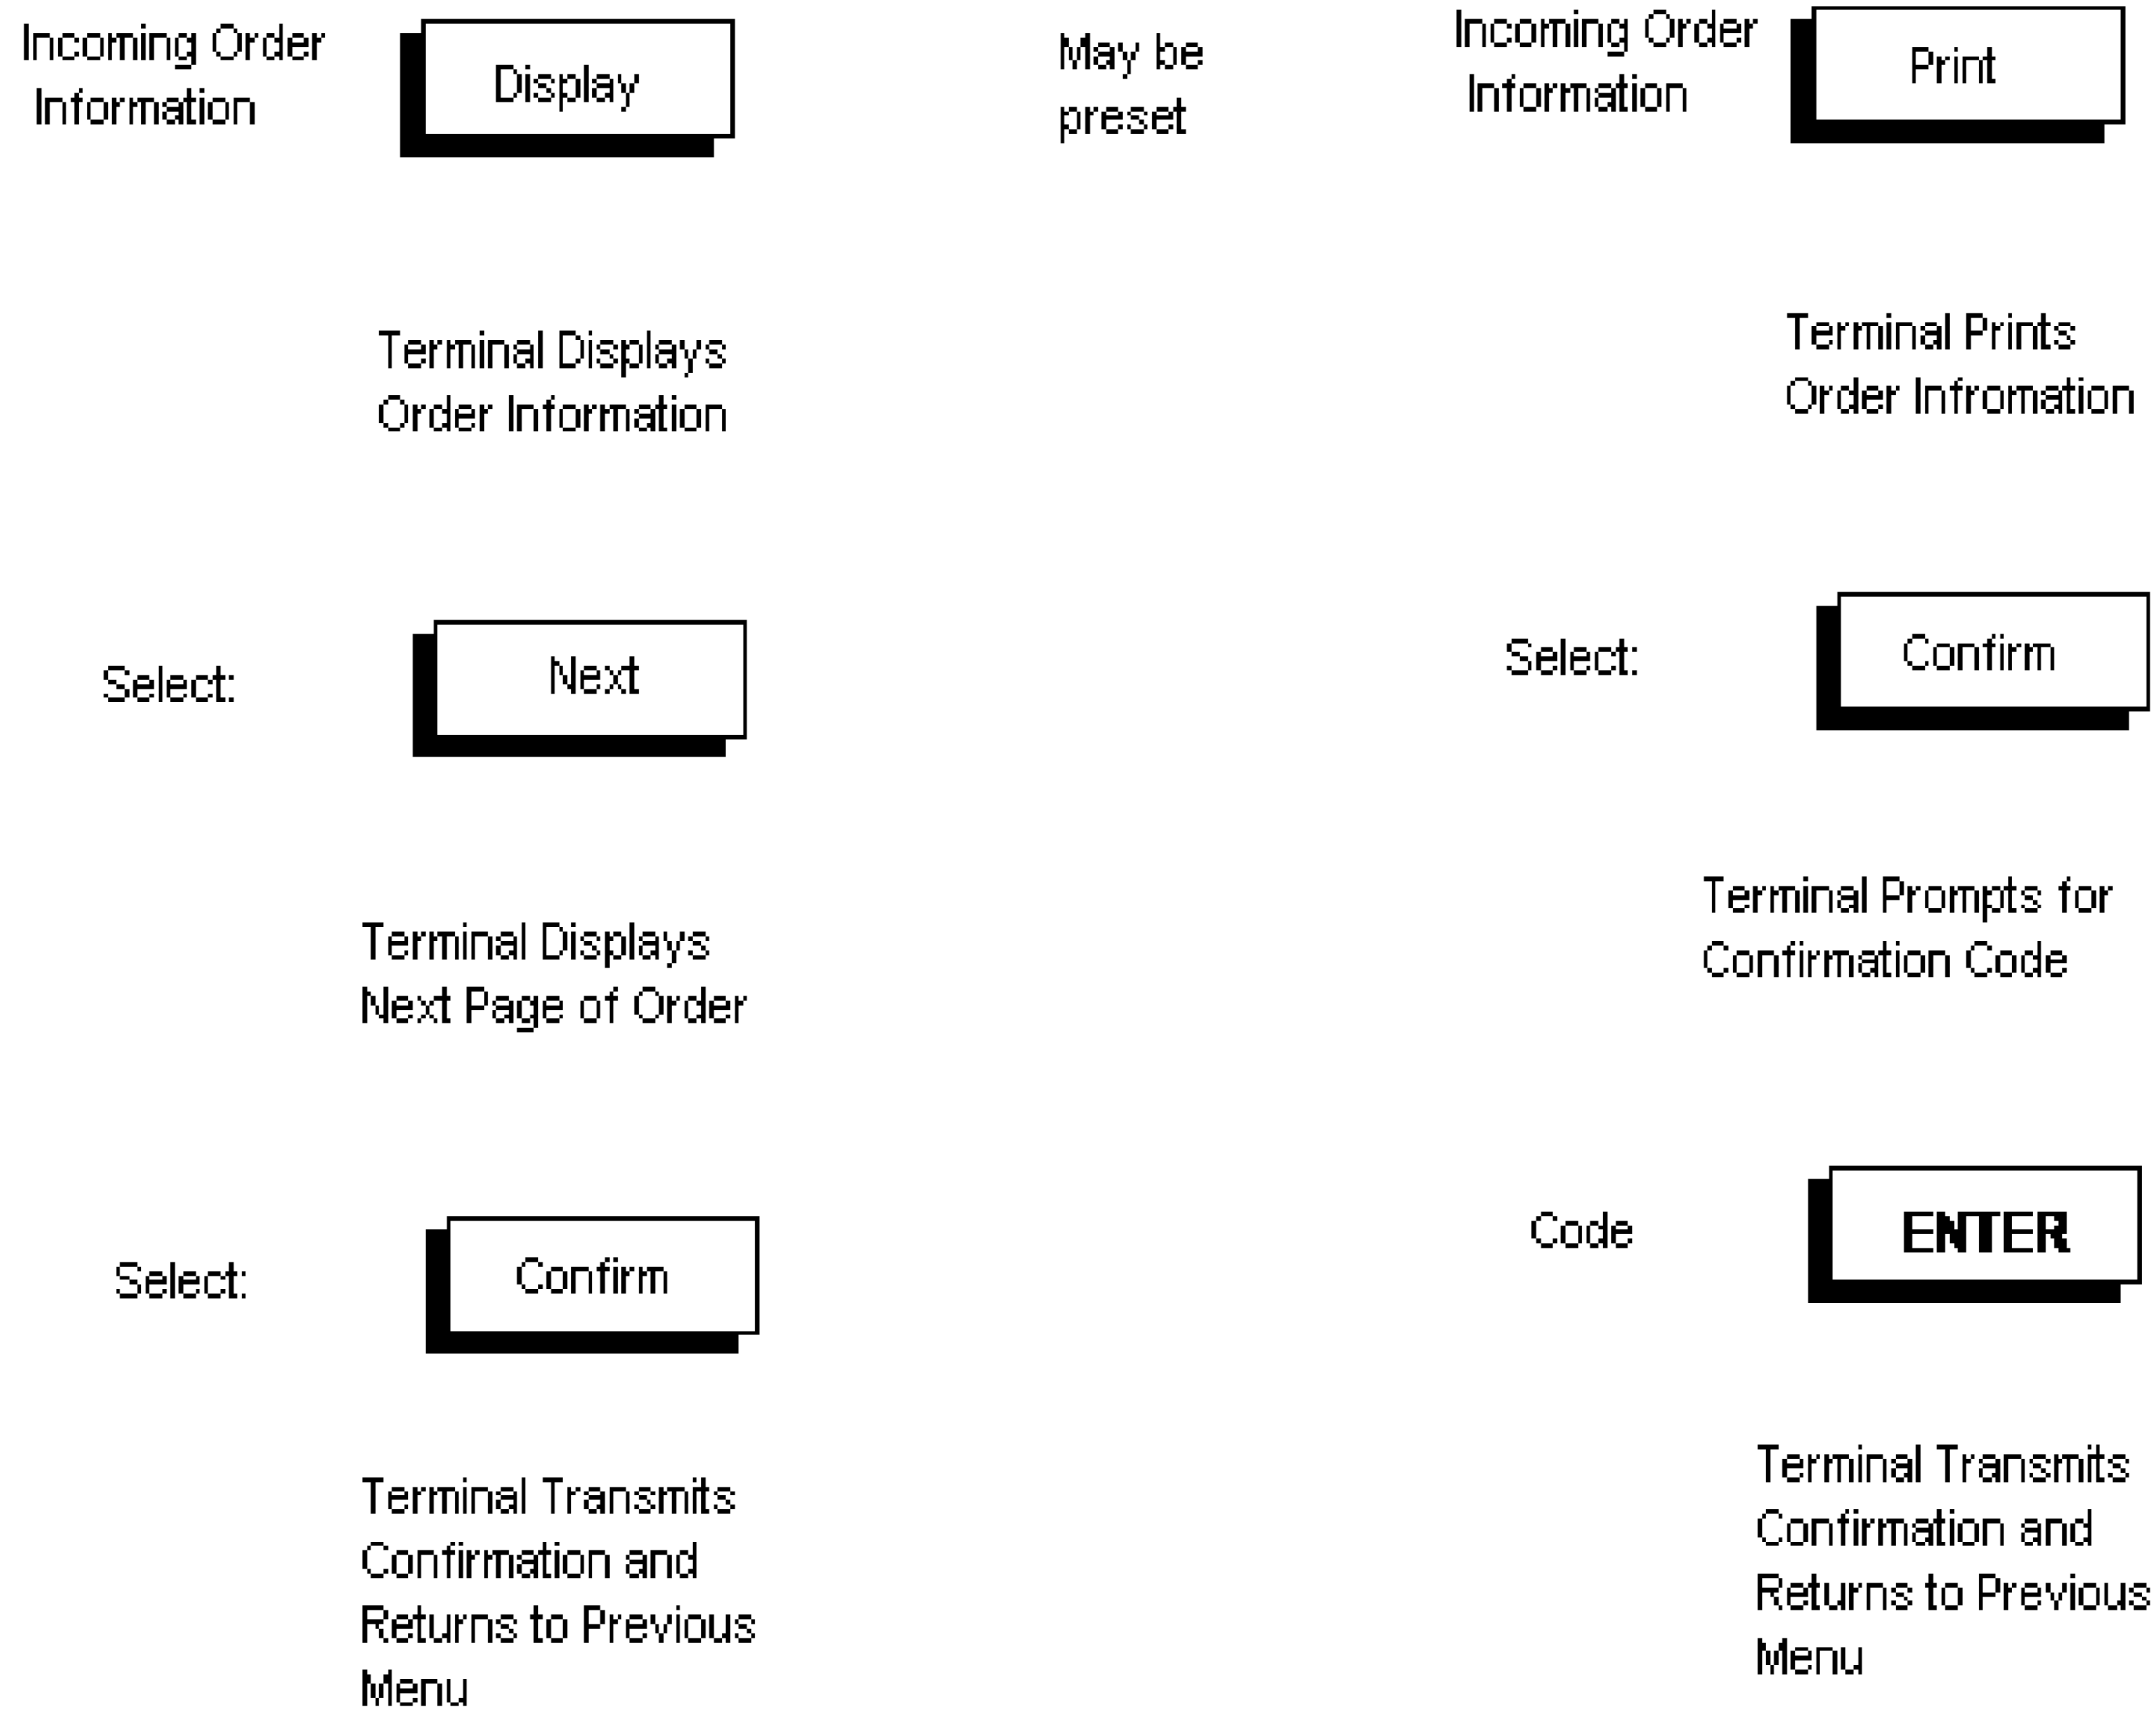 Incoming Order
Information
Display
Terminal Displays
Order Information
Select:
Next
Terminal Displays
Next Page of Order
Select:
Confirm
Terminal Transmits
Confirmation and
Returns to Previous
Menu
May be
preset
Incoming Order
Information
Print
Terminal Prints
Order Infromation
Select:
Confirm
Terminal Prompts for
Confirmation Code
Code
ENTER
Terminal Transmits
Confirmation and
Returns to Previous
Menu